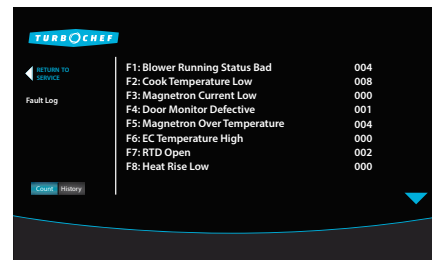 TURBOCHEF
RETURN TO
SERVICE
Fault Log
F1: Blower Running Status Bad 004
F2: Cook Temperature Low 008
F3: Magnetron Current Low 000
F4: Door Monitor Defective 001
F5: Magnetron Over Temperature 004
F6: EC Temperature High 000
F7: RTD Open 002
F8: Heat Rise Low 000
Count History